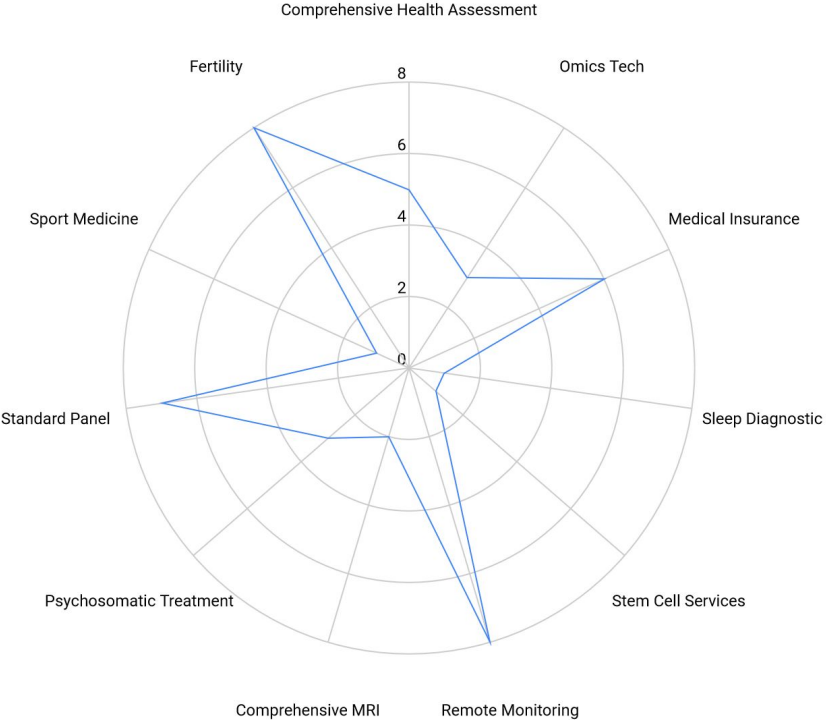 Comprehensive Health Assessment
Fertility
Omics Tech
8
6
Sport Medicine
Medical Insurance
4
2
0
Standard Panel
Sleep Diagnostic
Psychosomatic Treatment
Stem Cell Services
Comprehensive MRI
Remote Monitoring